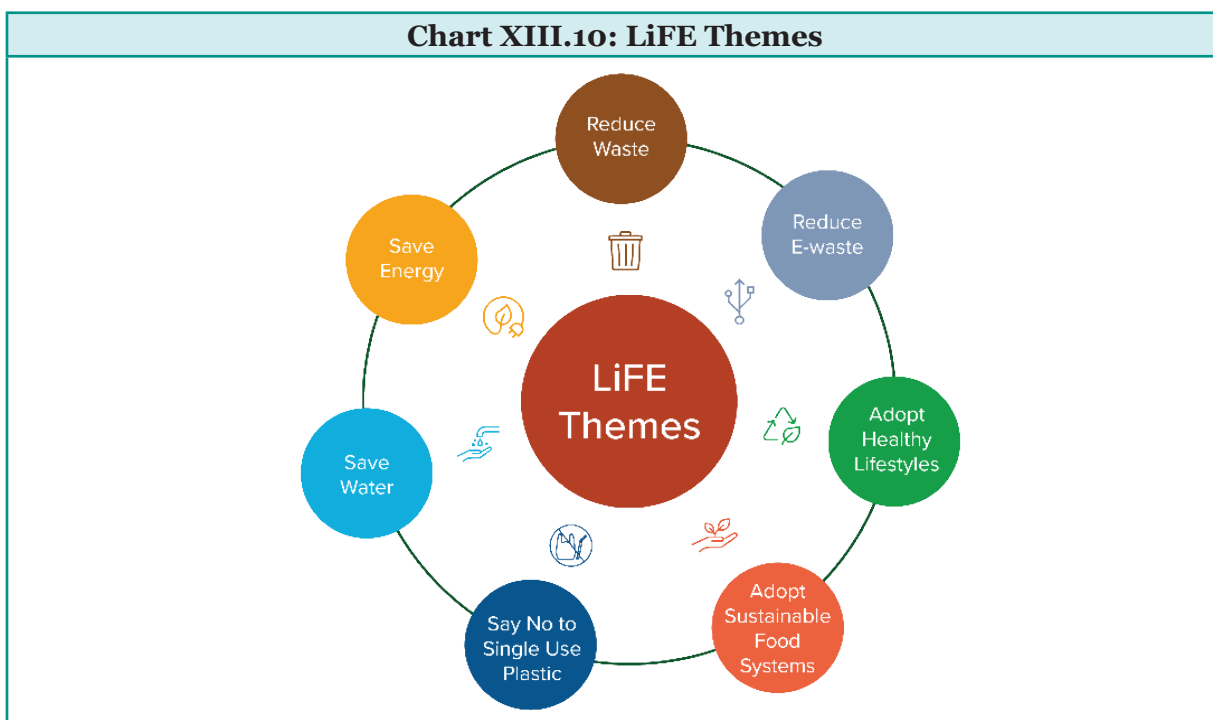 Chart XIII.10: LiFE Themes
Reduce
Waste
Reduce
E-waste
Adopt
Healthy
Lifestyles
Adopt
Sustainable
Food
Systems
Say No to
Single Use
Plastic
Save
Water
Save
Energy
LiFE
Themes